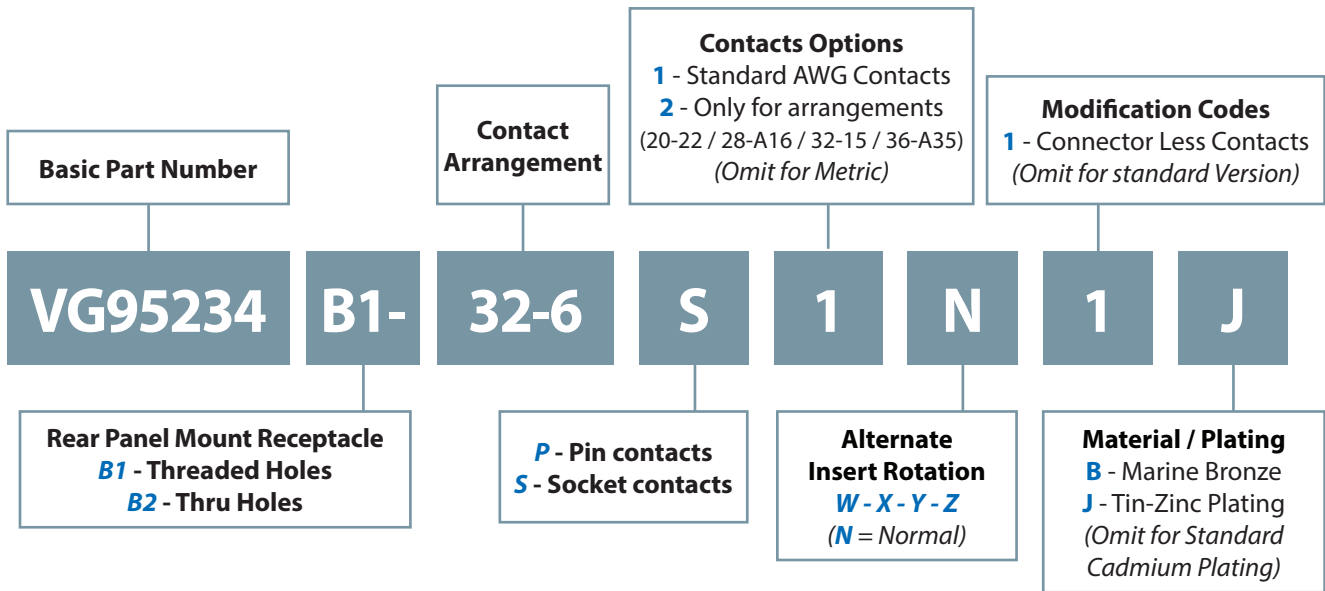 Basic Part Number
Contact
Arrangement
Contacts Options
1 - Standard AWG Contacts
2 - Only for arrangements
(20-22 / 28-A16 / 32-15 / 36-A35)
(Omit for Metric)
Modification Codes
1 - Connector Less Contacts
(Omit for standard Version)
VG95234 B1- 32-6 S 1 N 1 J
Rear Panel Mount Receptacle
B1 - Threaded Holes
B2 - Thru Holes
P - Pin contacts
S - Socket contacts
Alternate
Insert Rotation
W - X - Y - Z
(N = Normal)
Material / Plating
B - Marine Bronze
J - Tin-Zinc Plating
(Omit for Standard
Cadmium Plating)